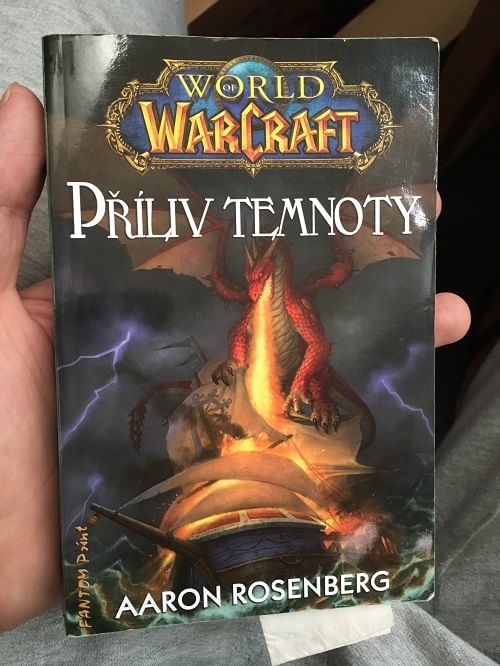 WORLD
OF
WARCRAFT
PŘÍLIV TEMNOTY
FANTOM Print
AARON ROSENBERG